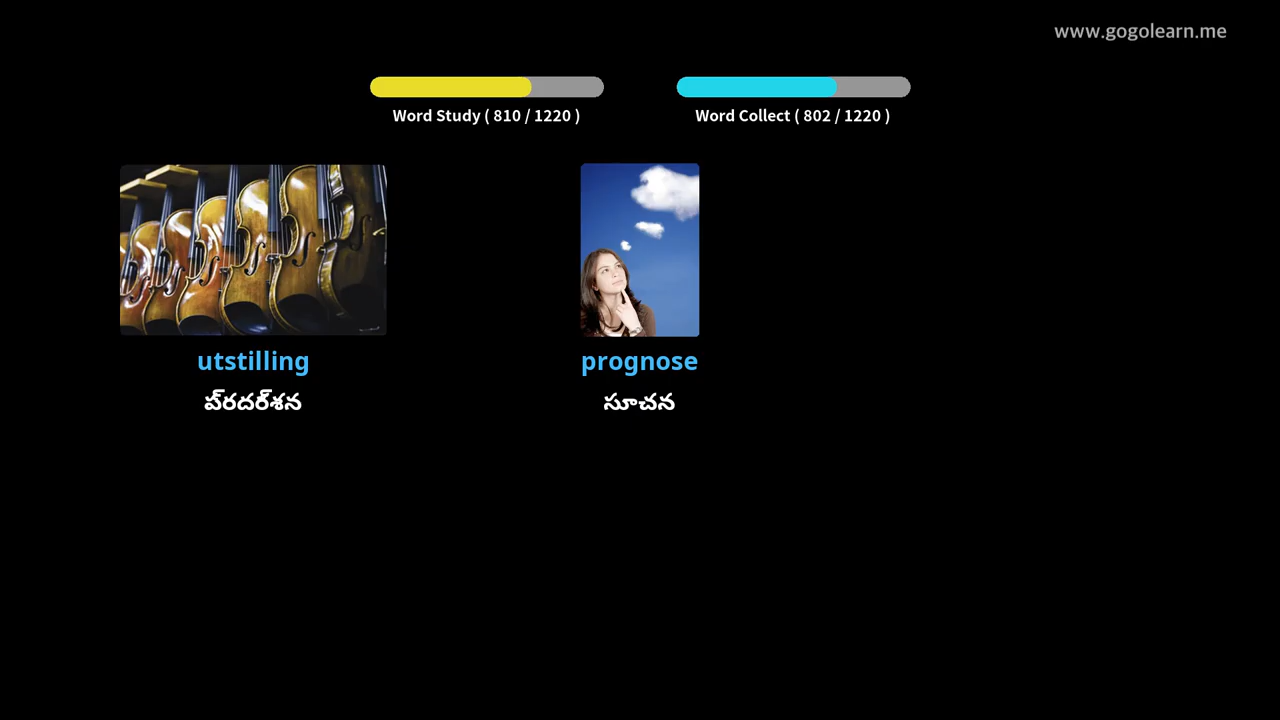 www.gogolearn.me
Word Study ( 810 / 1220 )
Word Collect ( 802 / 1220 )
utstilling
ప్రదర్శన
prognose
సూచన